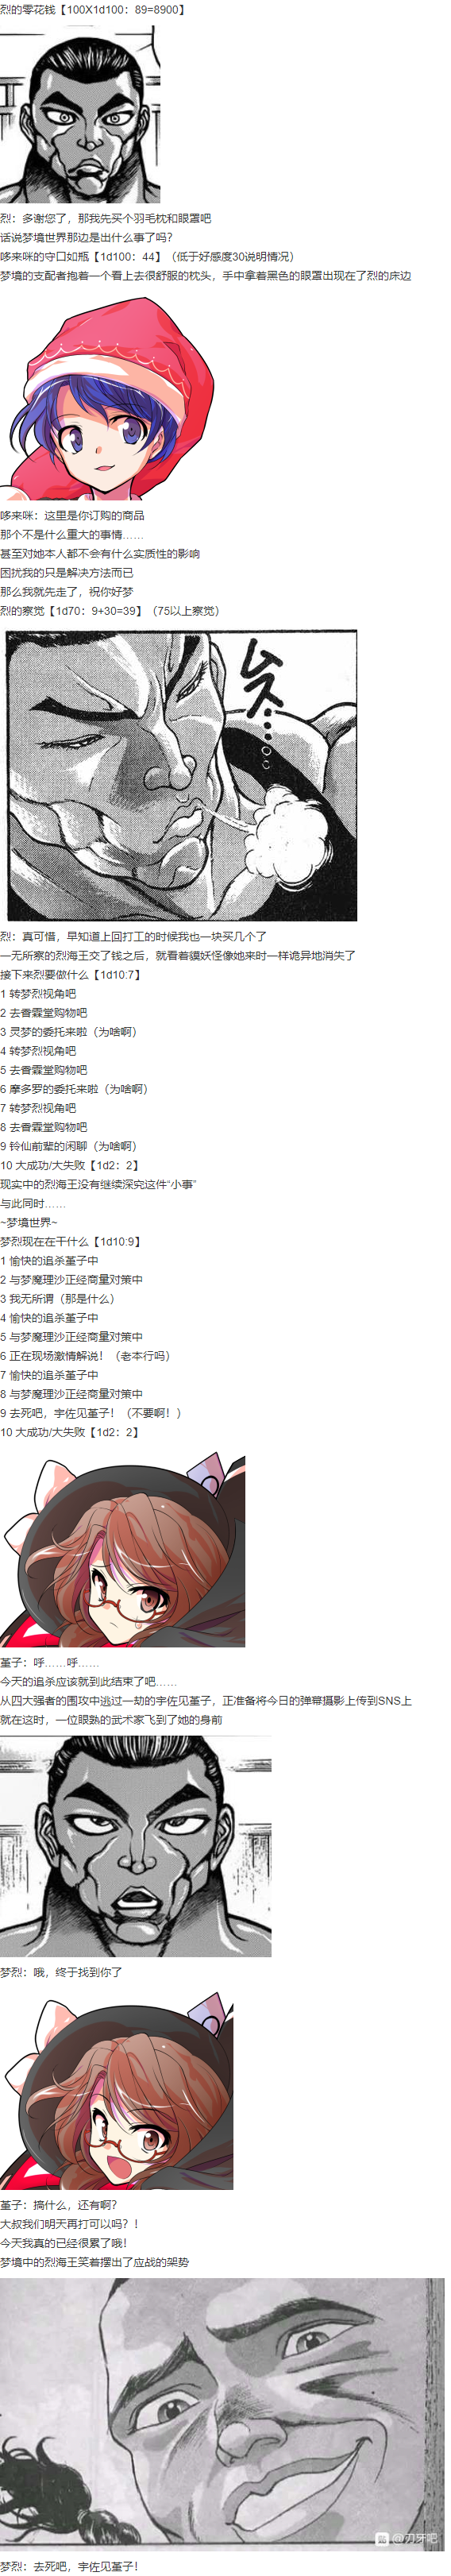 烈的零花钱【100X1d100：89=8900】
烈：多谢您了，那我先买个羽毛枕和眼罩吧
话说梦境世界那边是出什么事了吗？
哆来咪的守口如瓶【1d100：44】（低于好感度30说明情况）
梦境的支配者抱着一个看上去很舒服的枕头，手中拿着黑色的眼罩出现在了烈的床边
哆来咪：这里是你订购的商品
那个不是什么重大的事情……
甚至对她本人都不会有什么实质性的影响
困扰我的只是解决方法而已
那么我就先走了，祝你好梦
烈的察觉【1d70：9+30=39】（75以上察觉）
ムス…
烈：真可惜，早知道上回打工的时候我也一块买几个了
一无所察的烈海王交了钱之后，就看着貘妖怪像她来时一样诡异地消失了
接下来烈要做什么【1d10:7】
1 转梦烈视角吧
2 去香霖堂购物吧
3 灵梦的委托来啦（为啥啊）
4 转梦烈视角吧
5 去香霖堂购物吧
6 摩多罗的委托来啦（为啥啊）
7 转梦烈视角吧
8 去香霖堂购物吧
9 铃仙前辈的闲聊（为啥啊）
10 大成功/大失败【1d2：2】
现实中的烈海王没有继续深究这件“小事”
与此同时……
~梦境世界~
梦烈现在在干什么【1d10:9】
1 愉快的追杀堇子中
2 与梦魔理沙正经商量对策中
3 我无所谓（那是什么）
4 愉快的追杀堇子中
5 与梦魔理沙正经商量对策中
6 正在现场激情解说！（老本行吗）
7 愉快的追杀堇子中
8 与梦魔理沙正经商量对策中
9 去死吧，宇佐见堇子！（不要啊！）
10 大成功/大失败【1d2：2】
堇子：呼……呼……
今天的追杀应该就到此结束了吧……
从四大强者的围攻中逃过一劫的宇佐见堇子，正准备将今日的弹幕摄影上传到SNS上
就在这时，一位眼熟的武术家飞到了她的身前
梦烈：哦，终于找到你了
堇子：搞什么，还有啊？
大叔我们明天再打可以吗？！
今天我真的已经很累了哦！
梦境中的烈海王笑着摆出了应战的架势
@刃牙吧
梦烈：去死吧，宇佐见堇子！